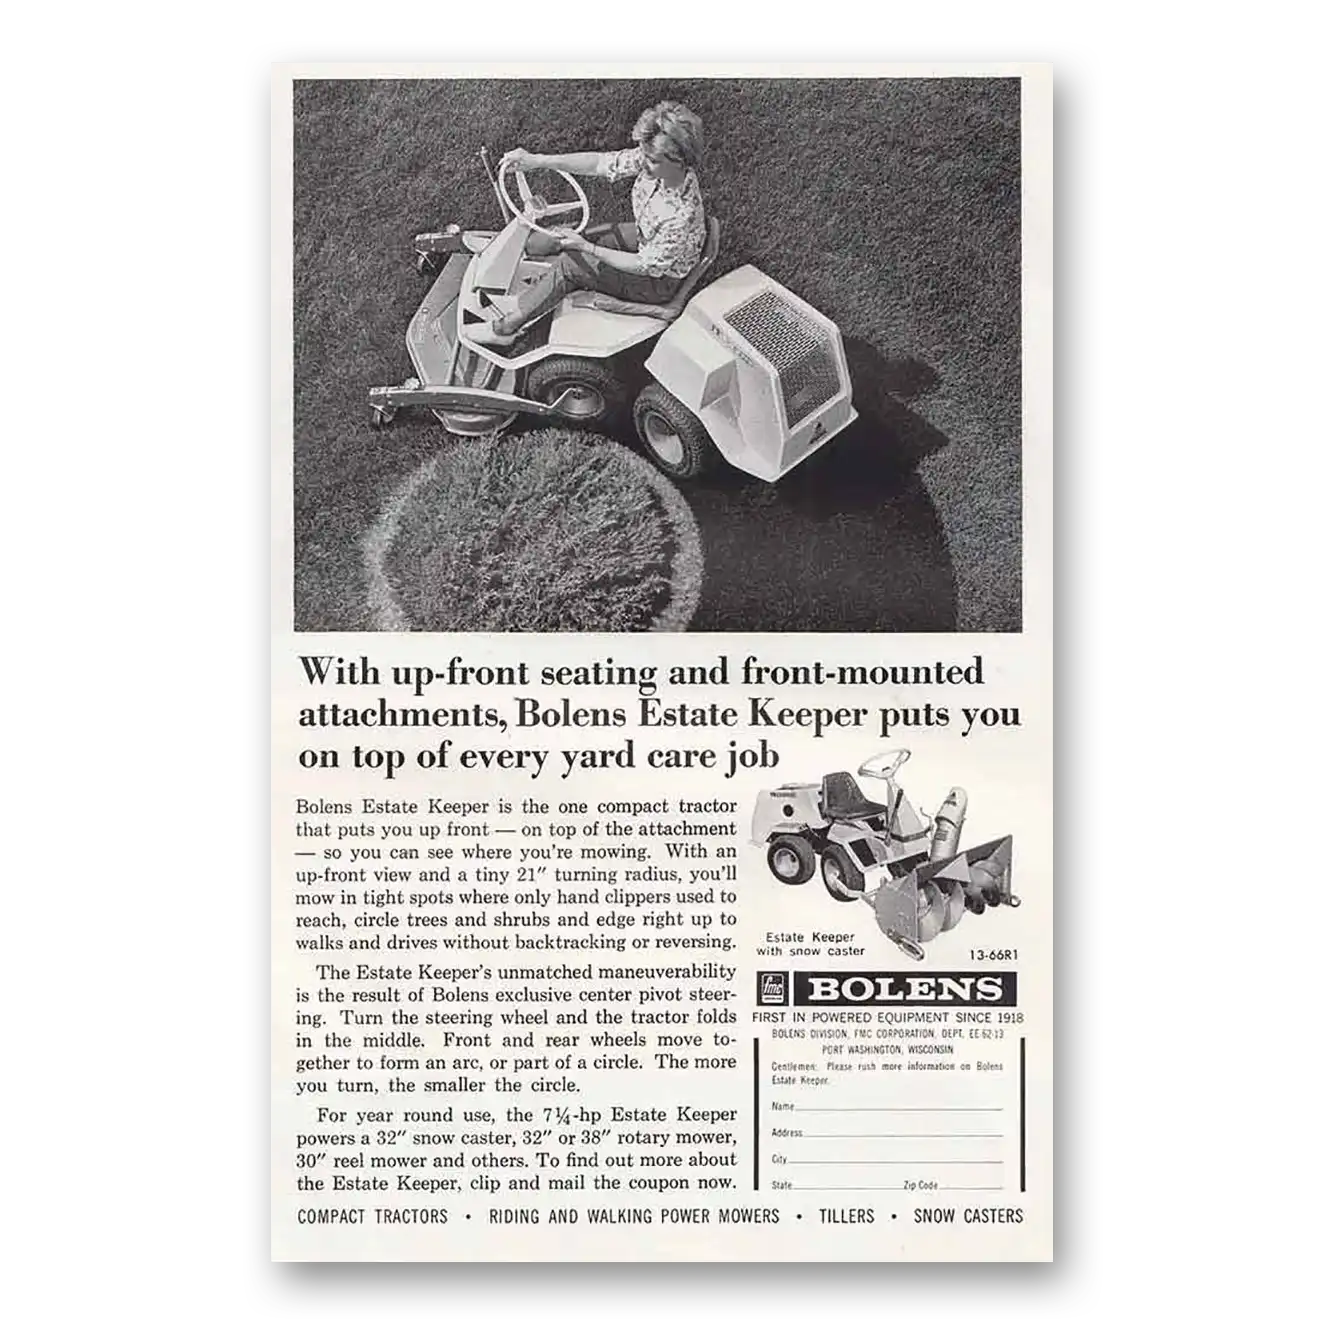 With up-front seating and front-mounted
attachments, Bolens Estate Keeper puts you
on top of every yard care job
Bolens Estate Keeper is the one compact tractor
that puts you up front — on top of the attachment
— so you can see where you're mowing. With an
up-front view and a tiny 21" turning radius, you'll
mow in tight spots where only hand clippers used to
reach, circle trees and shrubs and edge right up to
walks and drives without backtracking or reversing.
The Estate Keeper's unmatched maneuverability
is the result of Bolens exclusive center pivot steer-
ing. Turn the steering wheel and the tractor folds
in the middle. Front and rear wheels move to-
gether to form an arc, or part of a circle. The more
you turn, the smaller the circle.
For year round use, the 7¼-hp Estate Keeper
powers a 32" snow caster, 32" or 38" rotary mower,
30" reel mower and others. To find out more about
the Estate Keeper, clip and mail the coupon now.
Estate Keeper
with snow caster
13-66R1
fmc
BOLENS
FIRST IN POWERED EQUIPMENT SINCE 1918
BOLENS DIVISION, FMC CORPORATION, DEPT. EE-62-13
PORT WASHINGTON, WISCONSIN
Gentlemen: Please rush more information on Bolens
Estate Keeper.
Name
Address
City
State Zip Code
COMPACT TRACTORS • RIDING AND WALKING POWER MOWERS • TILLERS • SNOW CASTERS